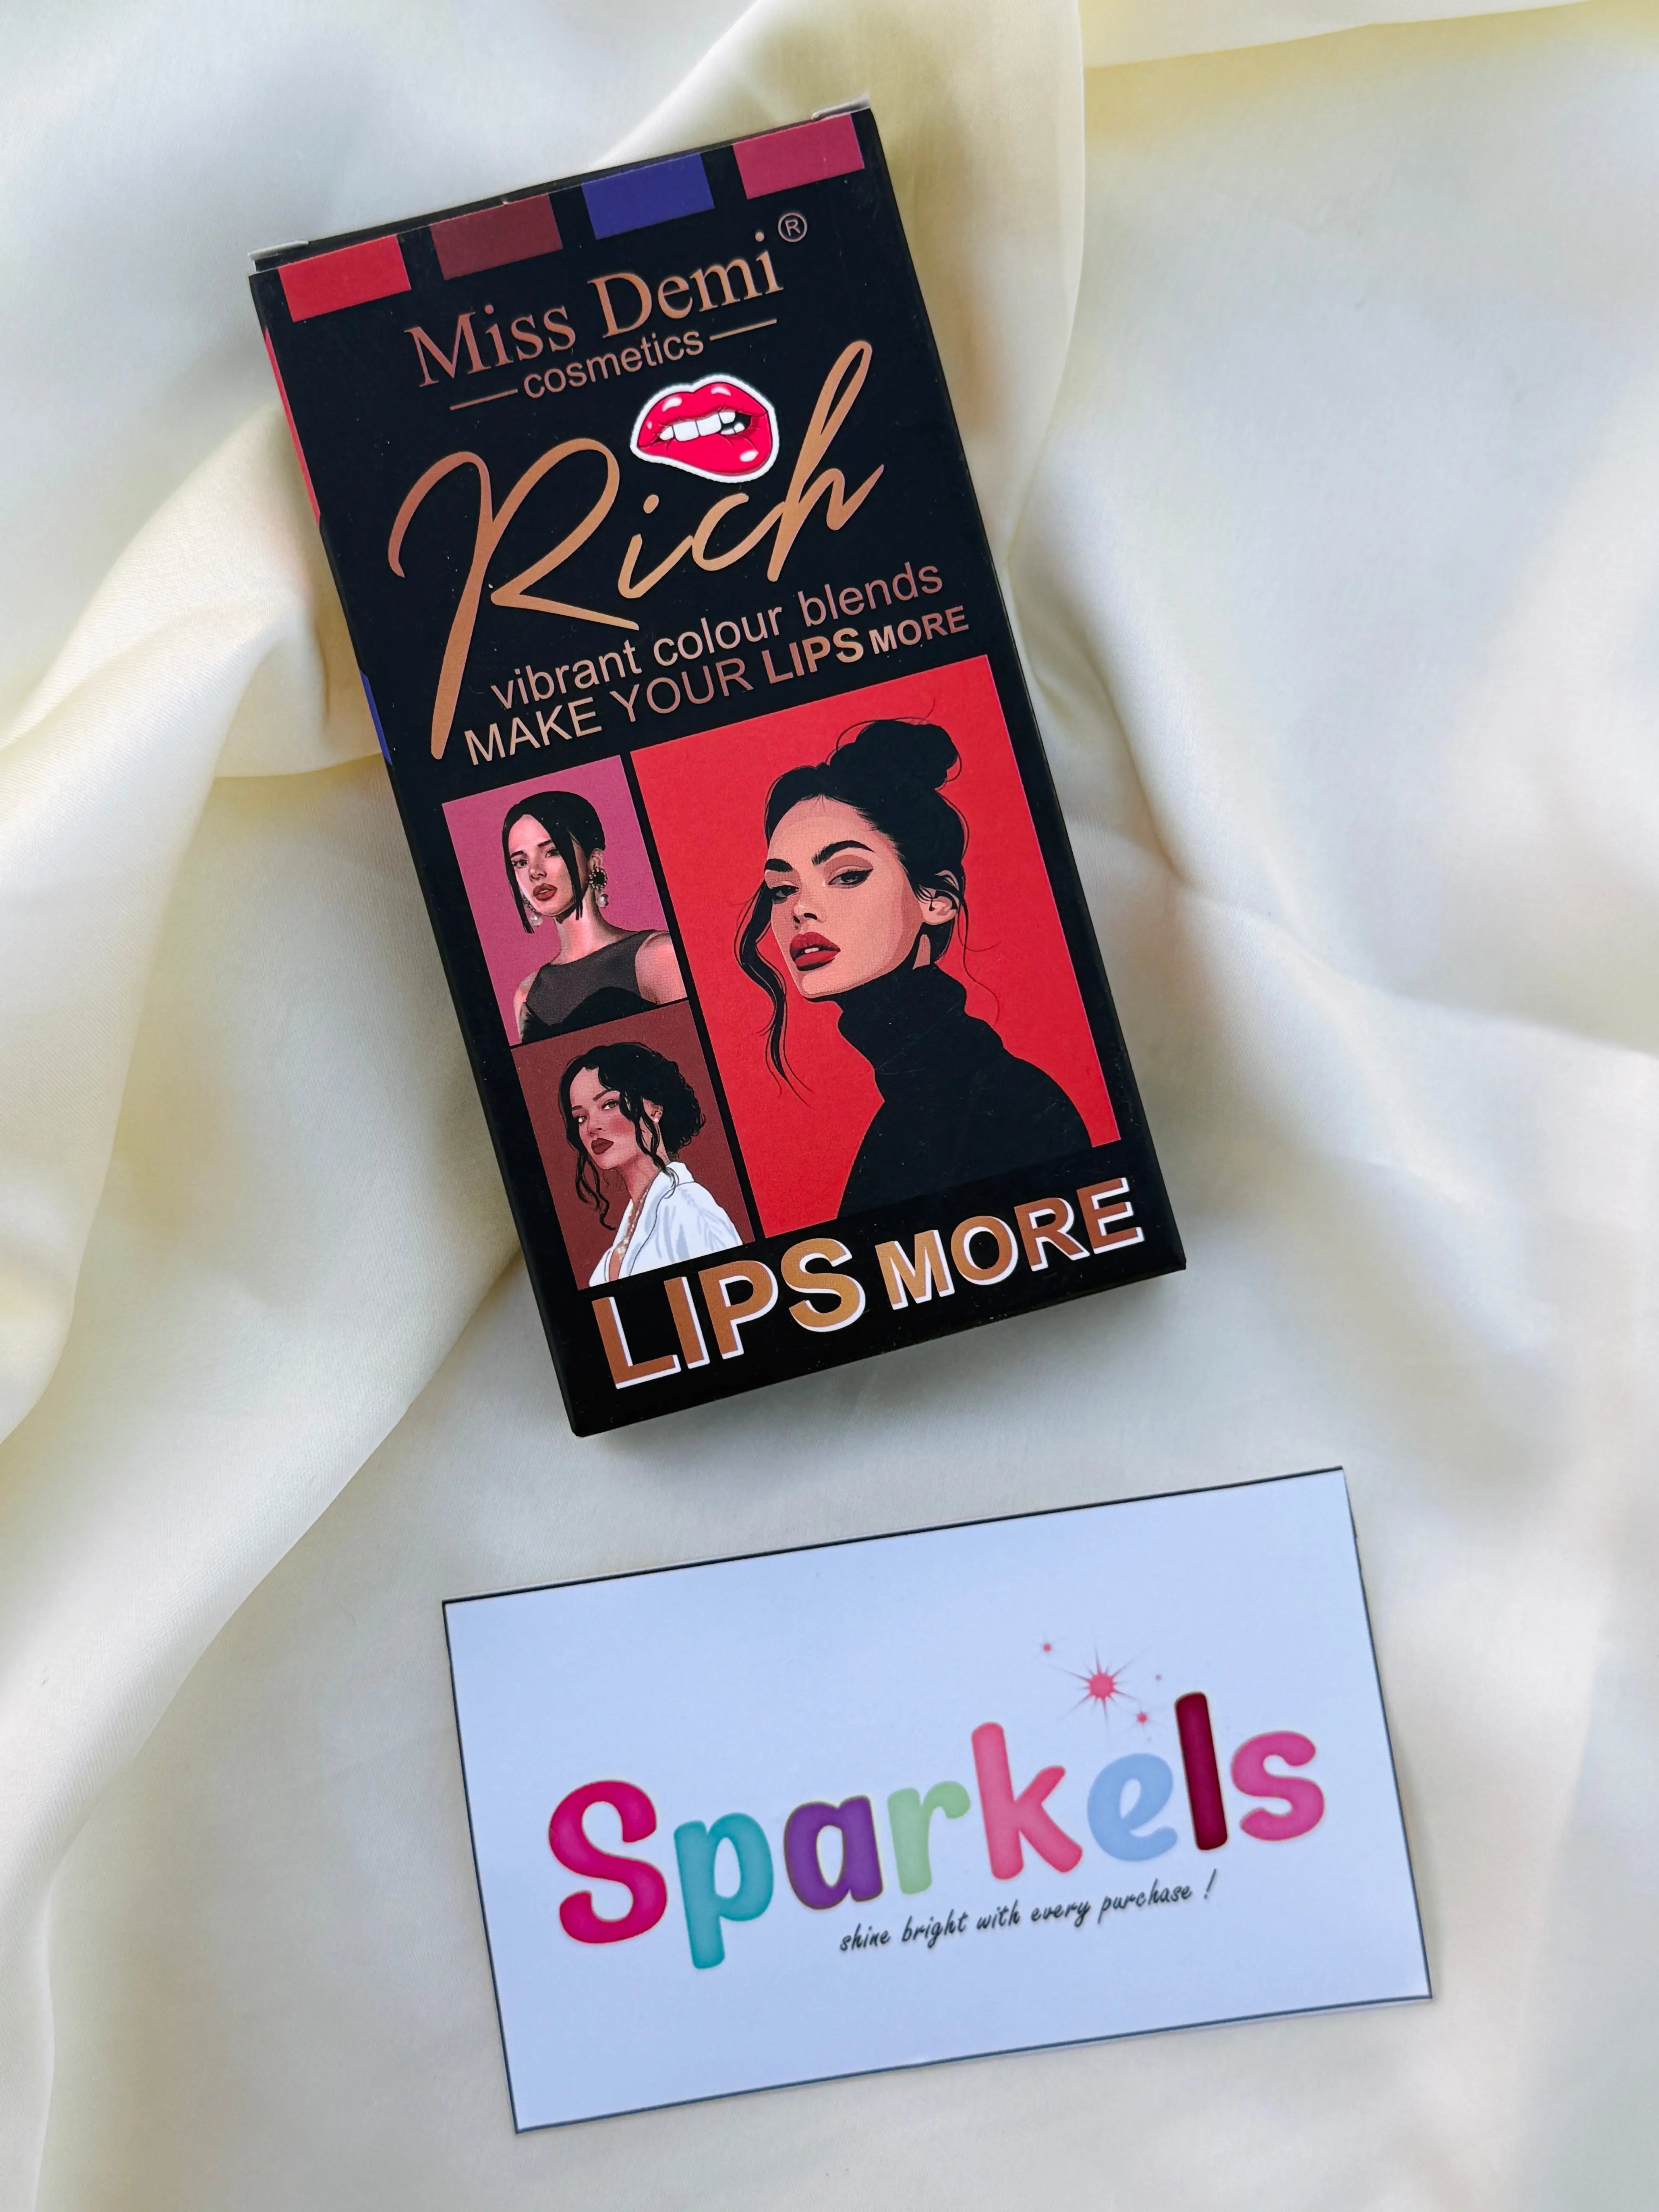 Miss Demi ®
cosmetics
Rich
vibrant colour blends
MAKE YOUR LIPS MORE
LIPS MORE
Sparkels
shine bright with every purchase !